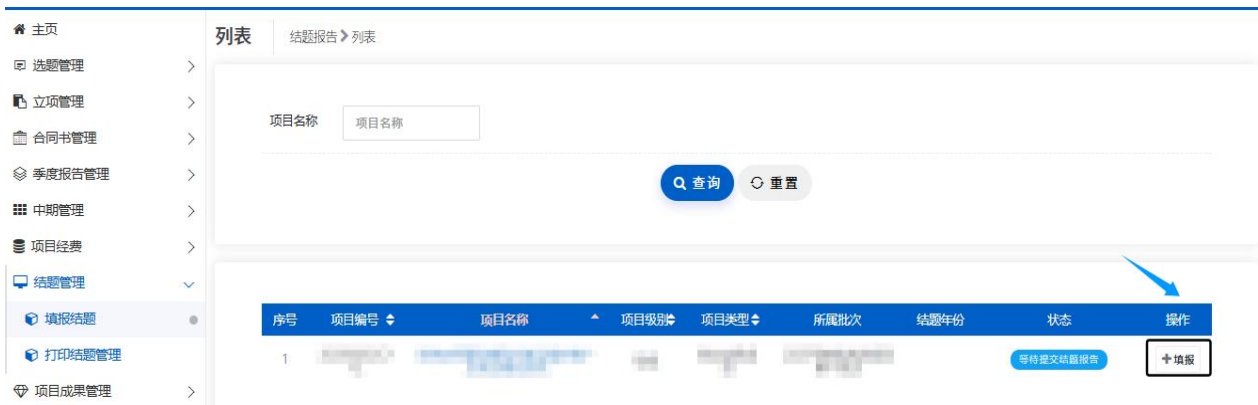 主页
选题管理
立项管理
合同书管理
季度报告管理
中期管理
项目经费
结题管理
填报结题
打印结题管理
项目成果管理
列表 结题报告 列表
项目名称 项目名称
查询 重置
序号 项目编号 项目名称 项目级别 项目类型 所属批次 结题年份 状态 操作
1 等待提交结题报告 +填报